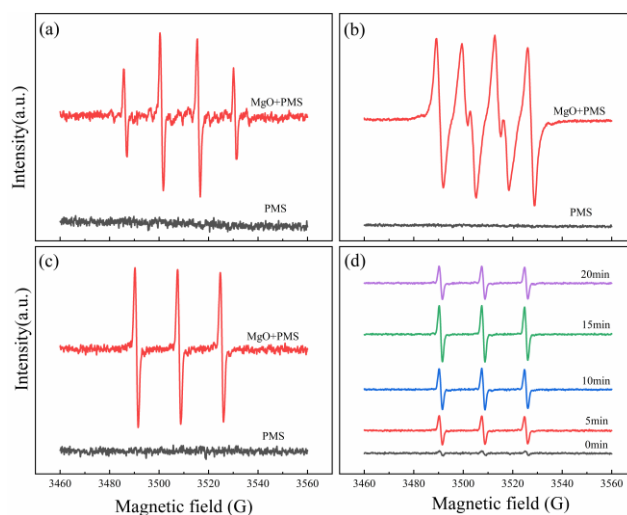 (a)
MgO+PMS
PMS
Intensity(a.u.)
(b)
MgO+PMS
PMS
(c)
MgO+PMS
PMS
Intensity(a.u.)
3460 3480 3500 3520 3540 3560
Magnetic field (G)
(d)
20min
15min
10min
5min
0min
3460 3480 3500 3520 3540 3560
Magnetic field (G)